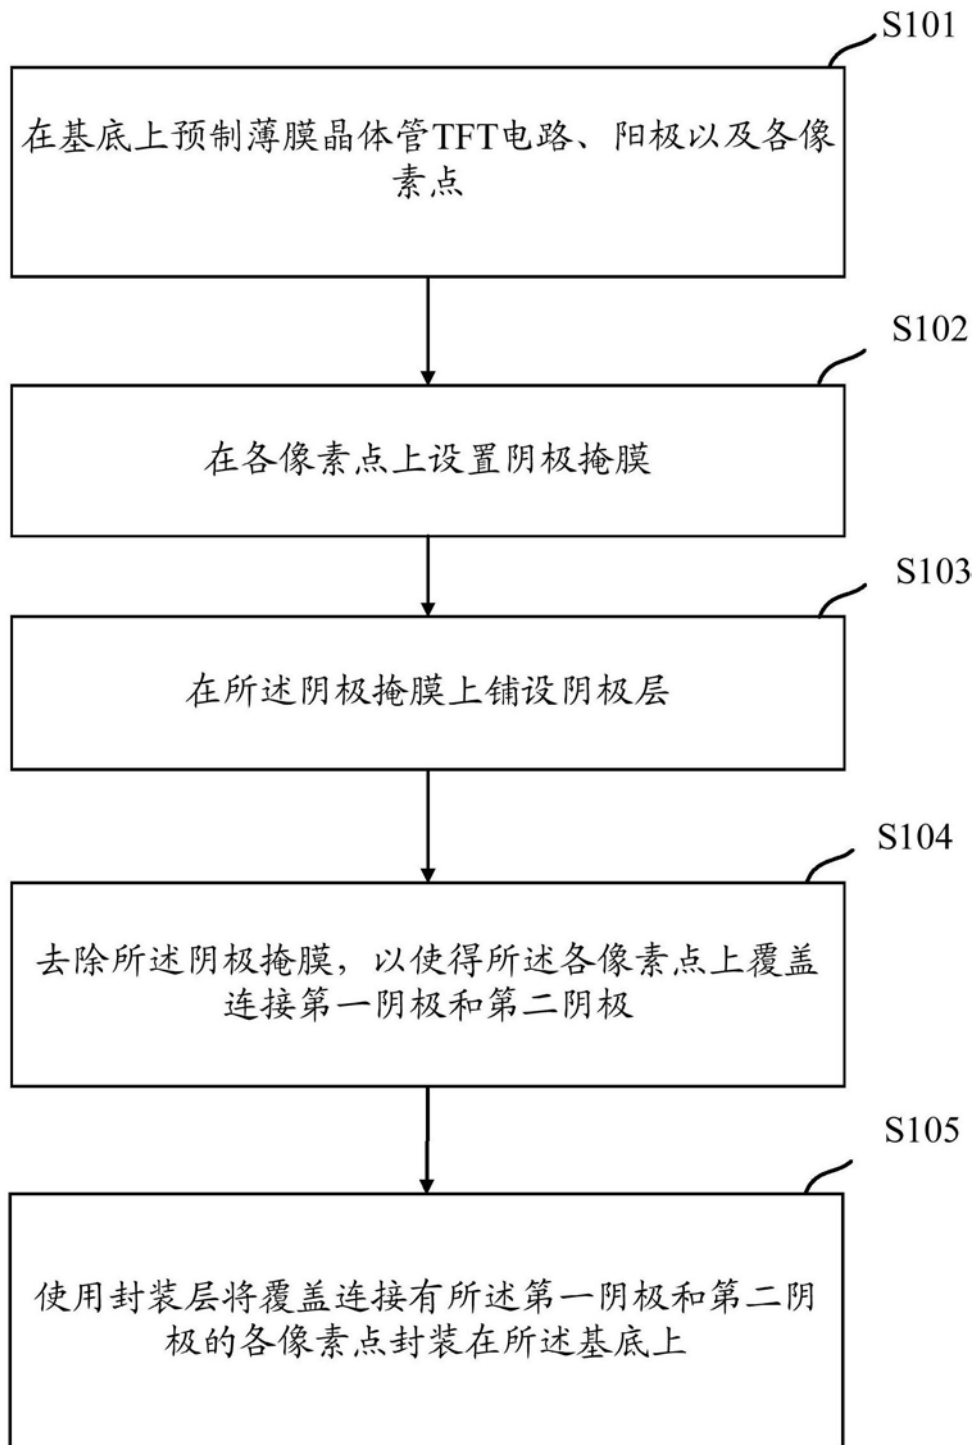 S101
在基底上预制薄膜晶体管TFT电路、阳极以及各像
素点
S102
在各像素点上设置阴极掩膜
S103
在所述阴极掩膜上铺设阴极层
S104
去除所述阴极掩膜，以使得所述各像素点上覆盖
连接第一阴极和第二阴极
S105
使用封装层将覆盖连接有所述第一阴极和第二阴
极的各像素点封装在所述基底上